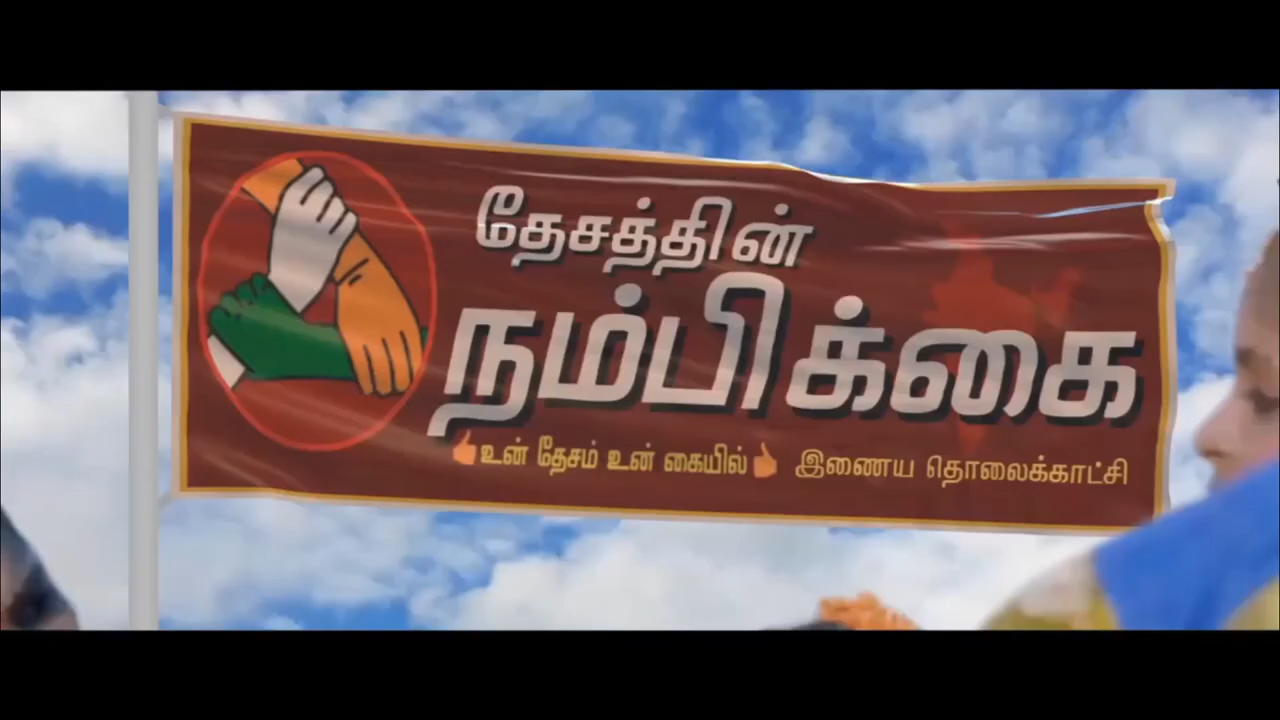 தேசத்தின்
நம்பிக்கை
உன் தேசம் உன் கையில் இணைய தொலைக்காட்சி